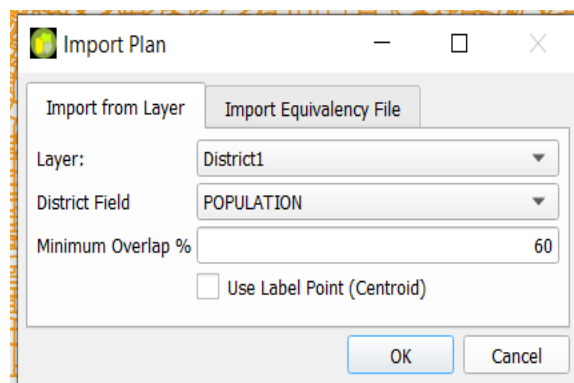 Import Plan
Import from Layer
Import Equivalency File
Layer: District1
District Field POPULATION
Minimum Overlap % 60
Use Label Point (Centroid)
OK Cancel